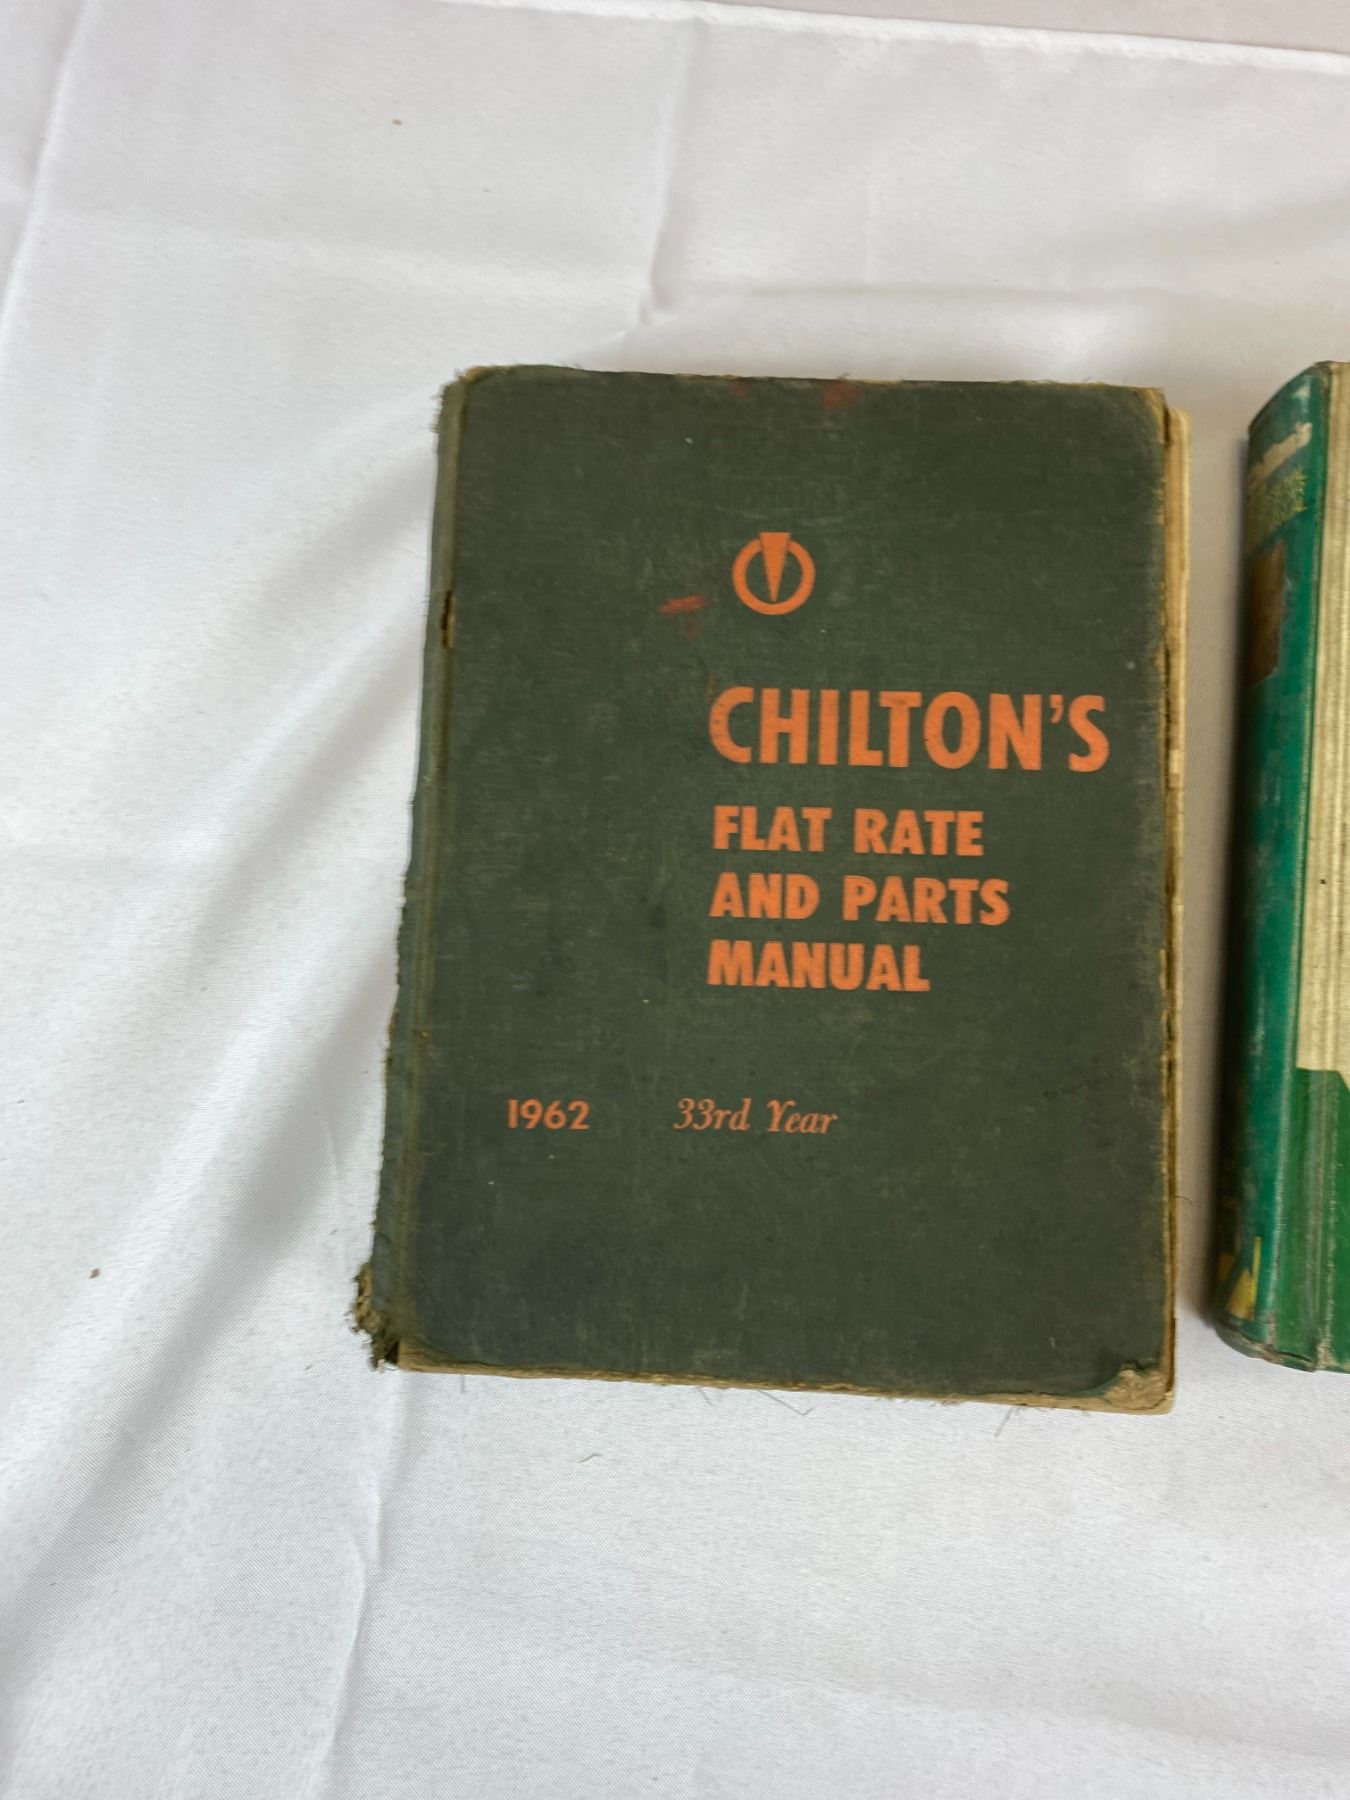 CHILTON'S
FLAT RATE
AND PARTS
MANUAL
1962 33rd Year